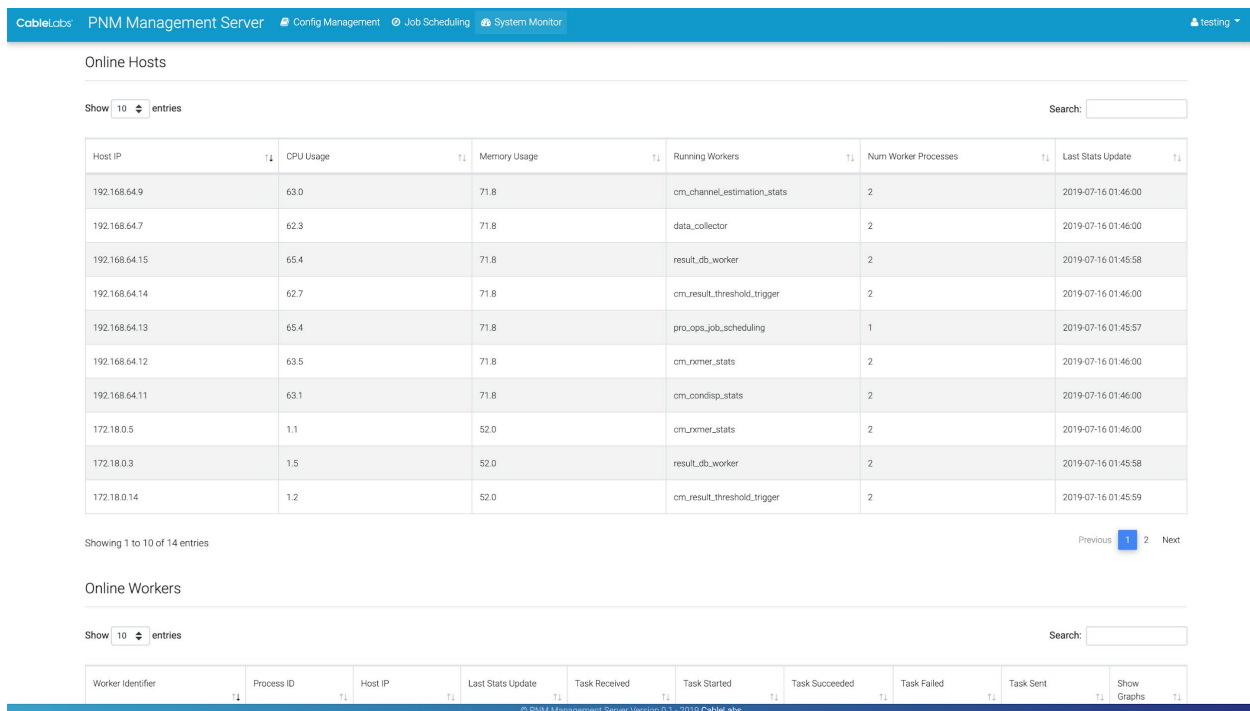 CableLabs® PNM Management Server Config Management Job Scheduling System Monitor testing
Online Hosts
Show 10 entries Search:
Host IP CPU Usage Memory Usage Running Workers Num Worker Processes Last Stats Update
192.168.64.9 63.0 71.8 cm_channel_estimation_stats 2 2019-07-16 01:46:00
192.168.64.7 62.3 71.8 data_collector 2 2019-07-16 01:46:00
192.168.64.15 65.4 71.8 result_db_worker 2 2019-07-16 01:45:58
192.168.64.14 62.7 71.8 cm_result_threshold_trigger 2 2019-07-16 01:46:00
192.168.64.13 65.4 71.8 pro_ops_job_scheduling 1 2019-07-16 01:45:57
192.168.64.12 63.5 71.8 cm_rxmer_stats 2 2019-07-16 01:46:00
192.168.64.11 63.1 71.8 cm_condisp_stats 2 2019-07-16 01:46:00
172.18.0.5 1.1 52.0 cm_rxmer_stats 2 2019-07-16 01:46:00
172.18.0.3 1.5 52.0 result_db_worker 2 2019-07-16 01:45:58
172.18.0.14 1.2 52.0 cm_result_threshold_trigger 2 2019-07-16 01:45:59
Showing 1 to 10 of 14 entries Previous 1 2 Next
Online Workers
Show 10 entries Search:
Worker Identifier Process ID Host IP Last Stats Update Task Received Task Started Task Succeeded Task Failed Task Sent Show
Graphs
© PNM Management Server Version 0.1 - 2019 CableLabs